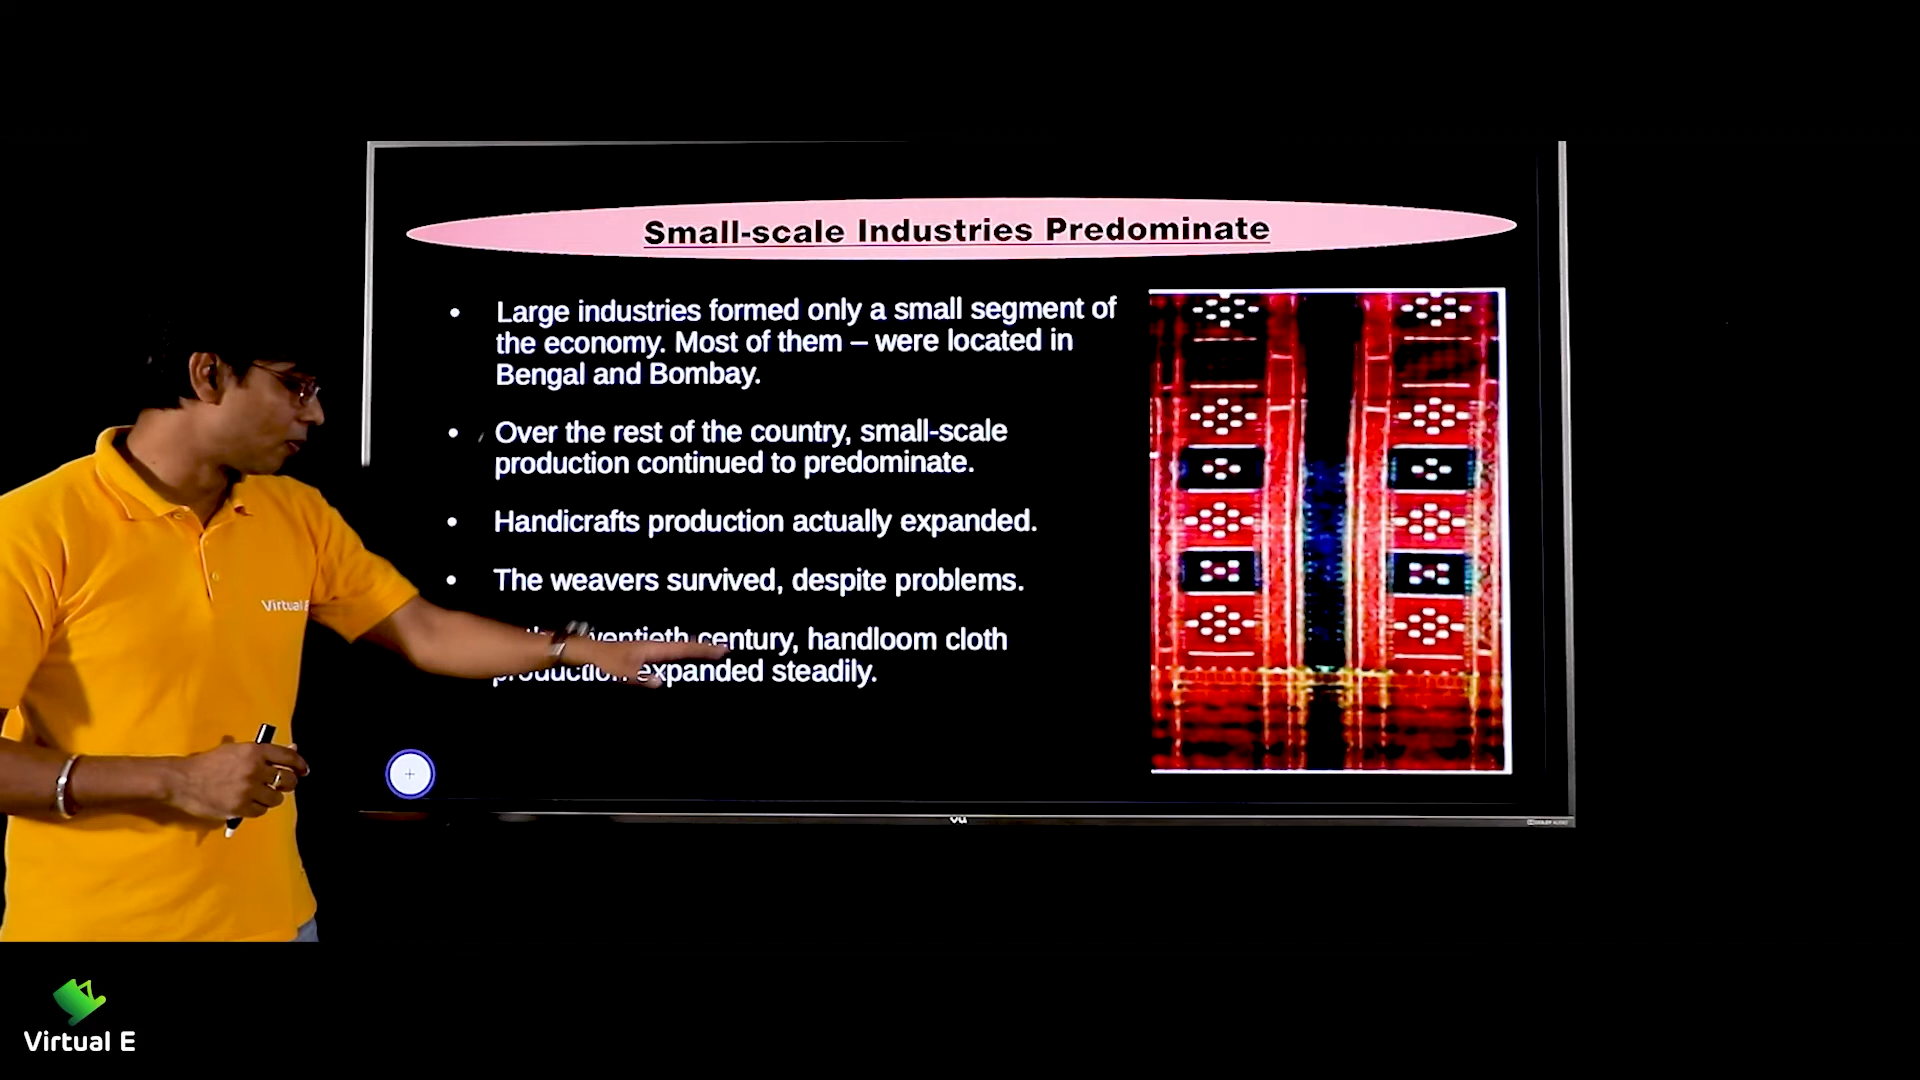 Small-scale Industries Predominate
• Large industries formed only a small segment of
the economy. Most of them – were located in
Bengal and Bombay.
• Over the rest of the country, small-scale
production continued to predominate.
• Handicrafts production actually expanded.
• The weavers survived, despite problems.
century, handloom cloth
expanded steadily.
Virtual E
vu
Virtual E